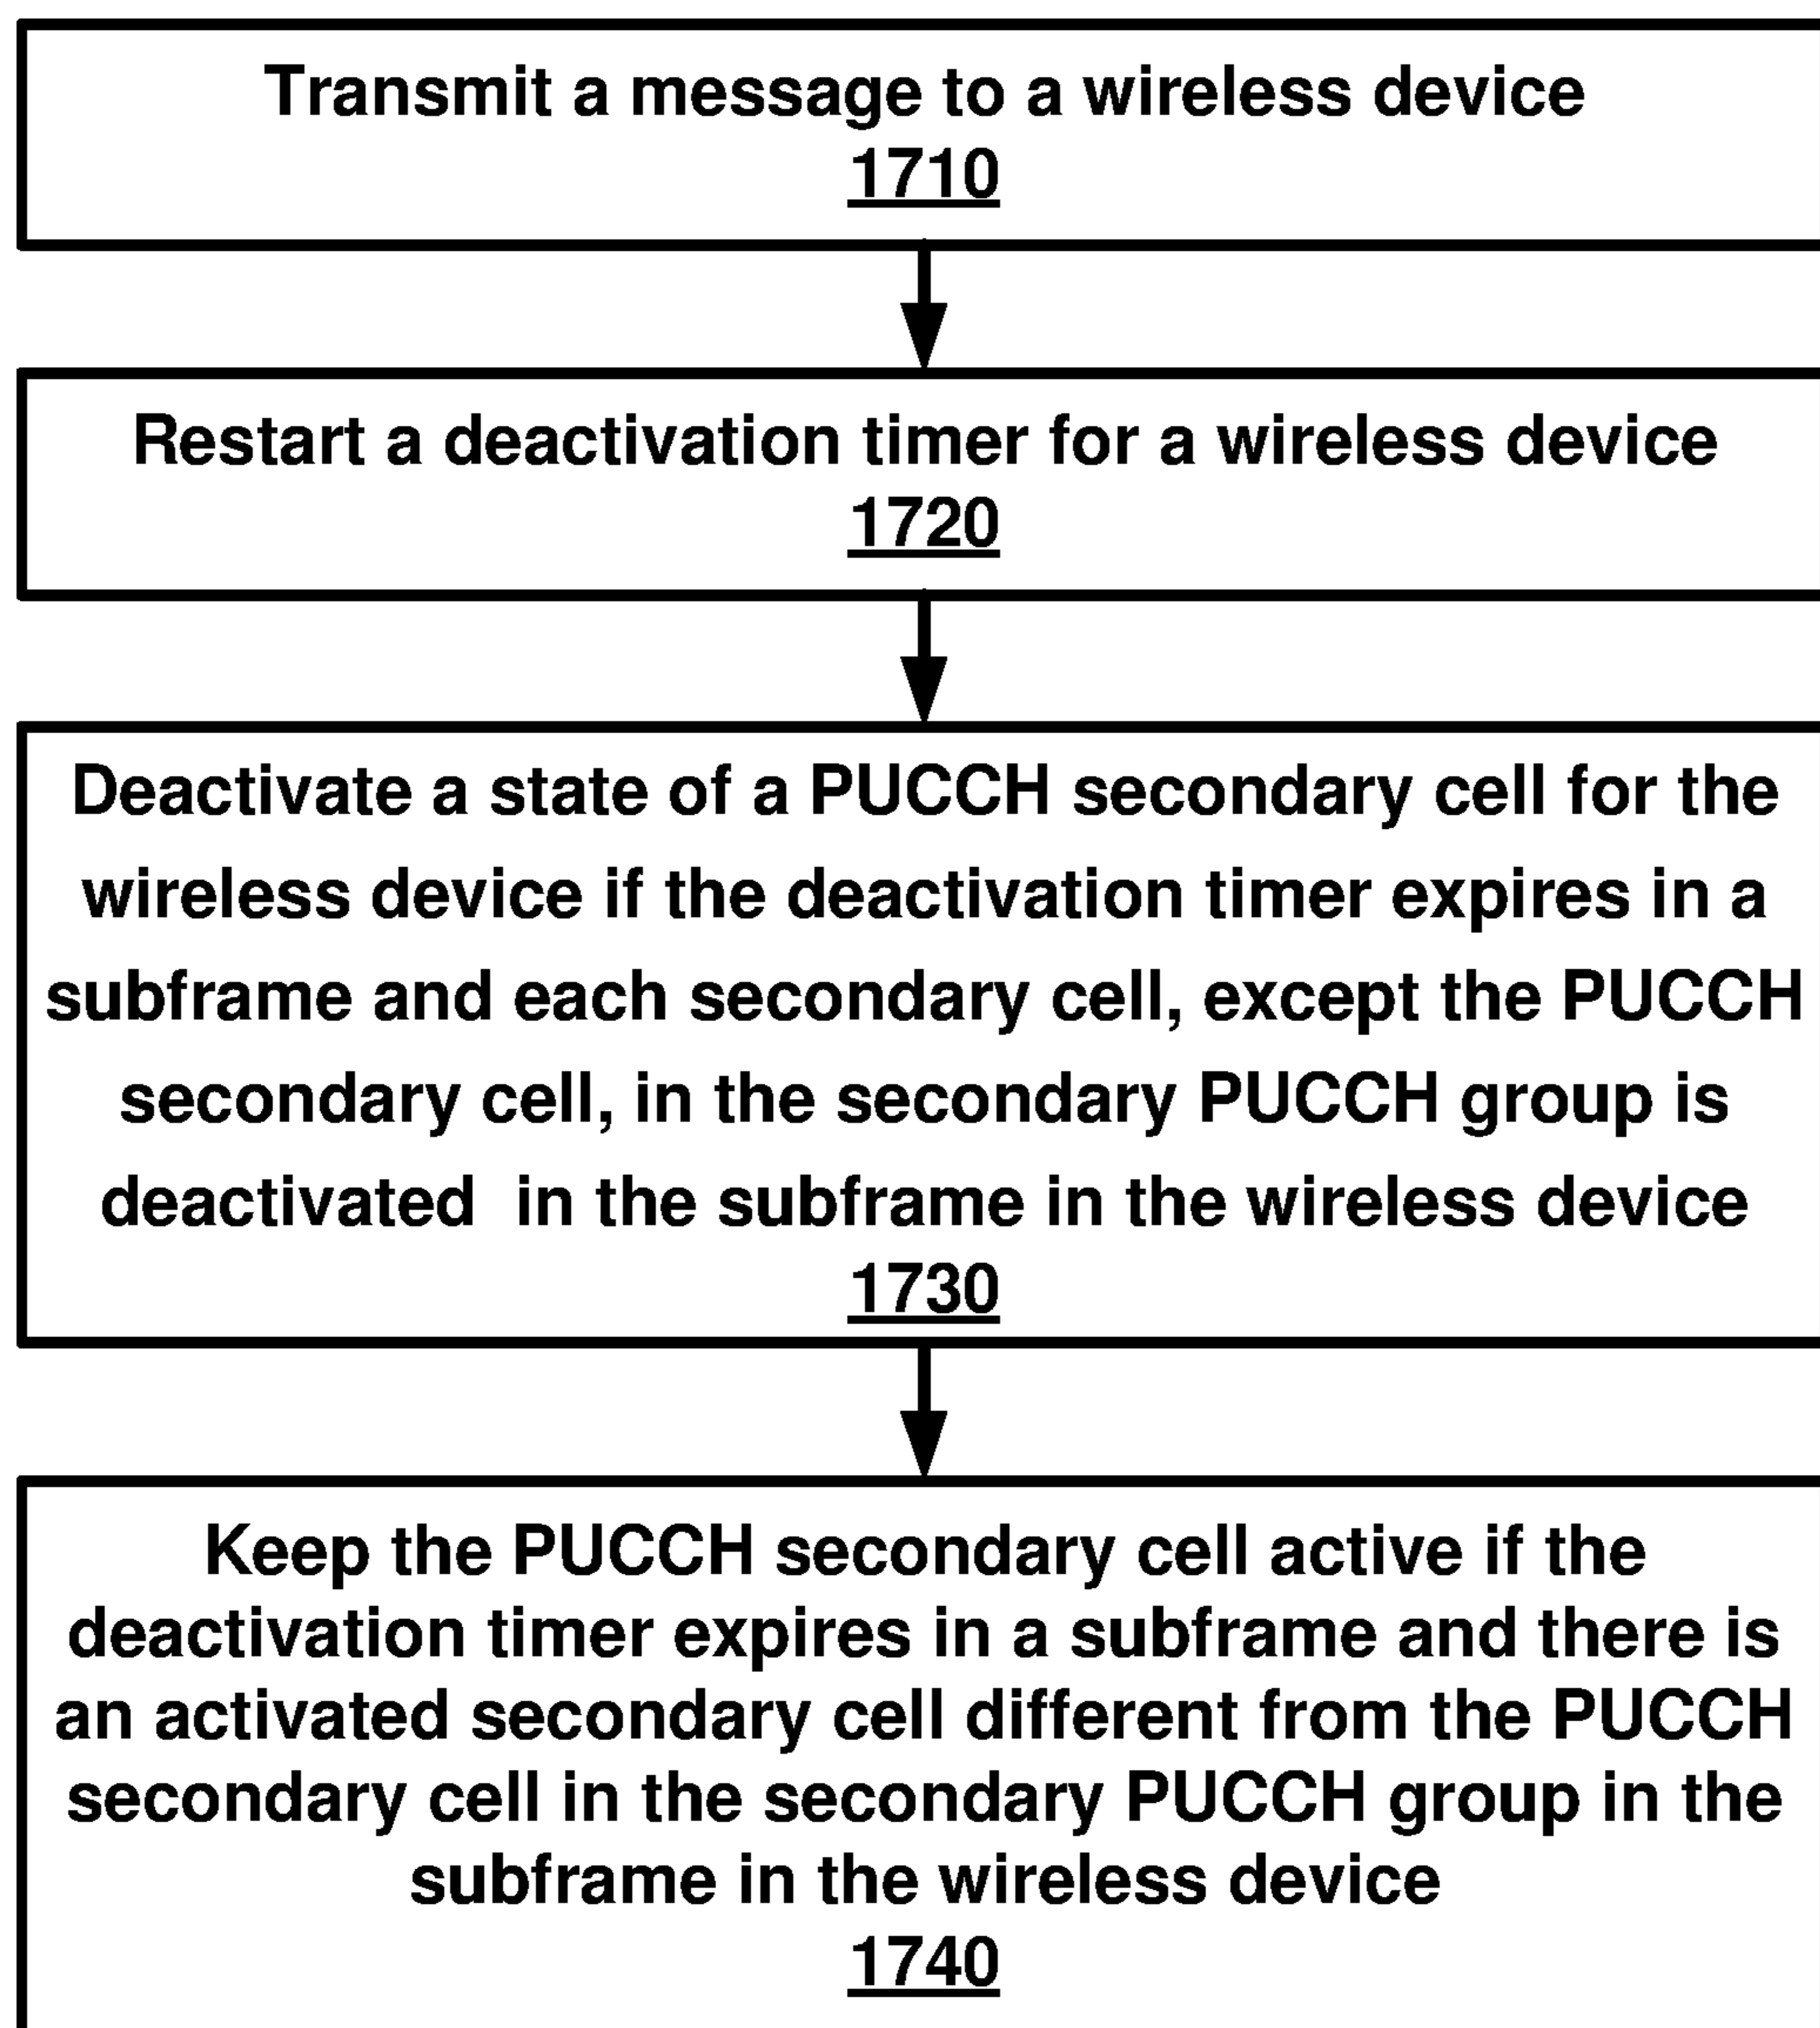 Transmit a message to a wireless device
1710
Restart a deactivation timer for a wireless device
1720
Deactivate a state of a PUCCH secondary cell for the
wireless device if the deactivation timer expires in a
subframe and each secondary cell, except the PUCCH
secondary cell, in the secondary PUCCH group is
deactivated in the subframe in the wireless device
1730
Keep the PUCCH secondary cell active if the
deactivation timer expires in a subframe and there is
an activated secondary cell different from the PUCCH
secondary cell in the secondary PUCCH group in the
subframe in the wireless device
1740